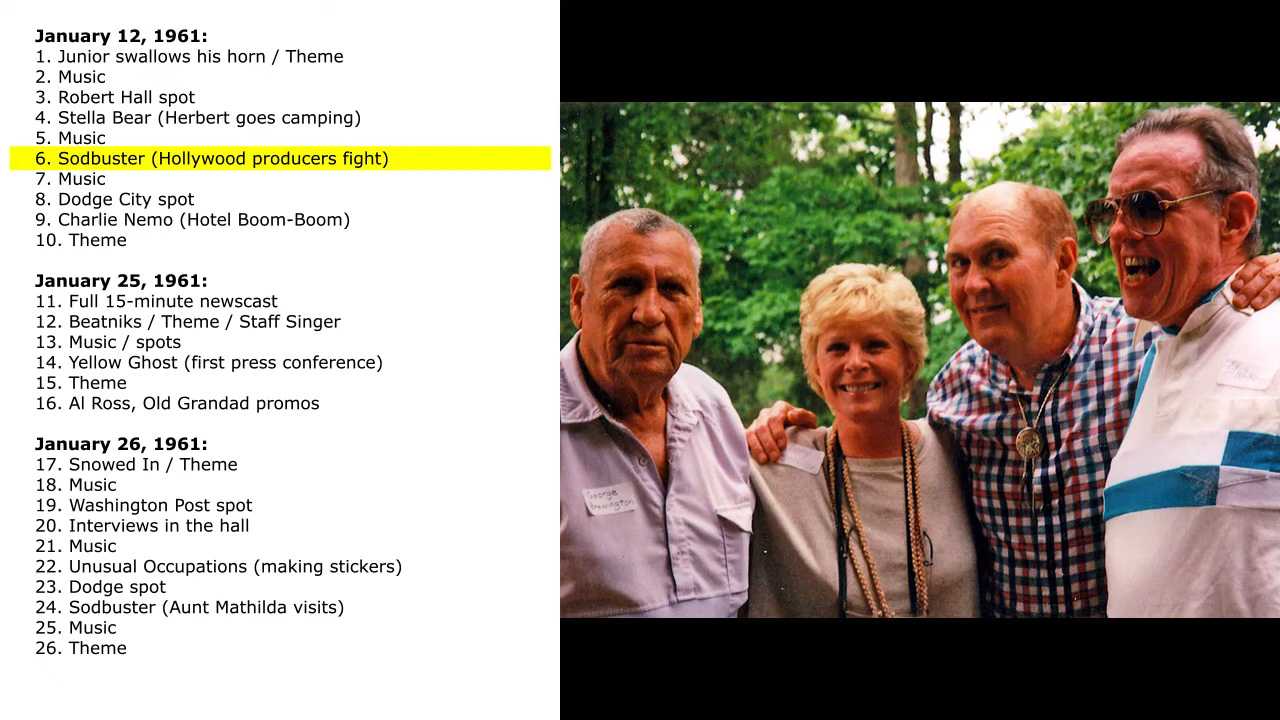 January 12, 1961:
1. Junior swallows his horn / Theme
2. Music
3. Robert Hall spot
4. Stella Bear (Herbert goes camping)
5. Music
6. Sodbuster (Hollywood producers fight)
7. Music
8. Dodge City spot
9. Charlie Nemo (Hotel Boom-Boom)
10. Theme
January 25, 1961:
11. Full 15-minute newscast
12. Beatniks / Theme / Staff Singer
13. Music / spots
14. Yellow Ghost (first press conference)
15. Theme
16. Al Ross, Old Grandad promos
January 26, 1961:
17. Snowed In / Theme
18. Music
19. Washington Post spot
20. Interviews in the hall
21. Music
22. Unusual Occupations (making stickers)
23. Dodge spot
24. Sodbuster (Aunt Mathilda visits)
25. Music
26. Theme
George